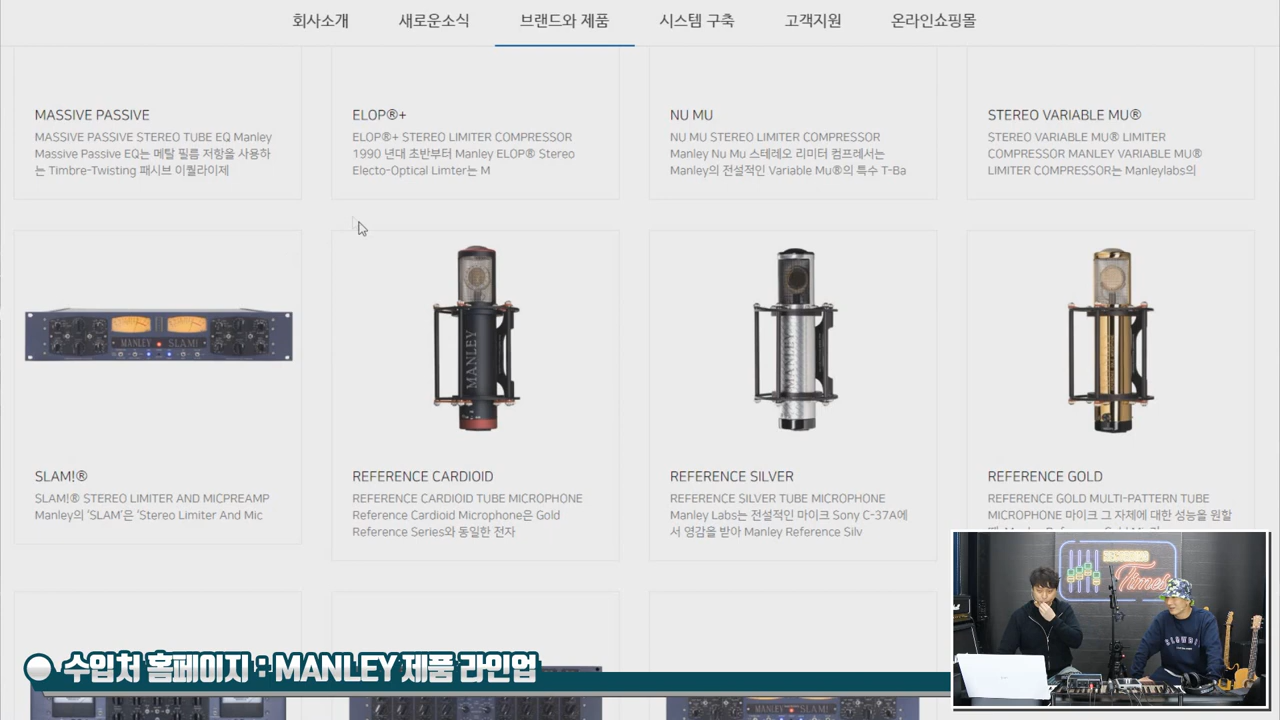 회사소개 새로운소식 브랜드와 제품 시스템 구축 고객지원 온라인쇼핑몰
MASSIVE PASSIVE
MASSIVE PASSIVE STEREO TUBE EQ Manley
Massive Passive EQ는 메탈 필름 저항을 사용하
는 Timbre-Twisting 패시브 이퀄라이제
ELOP®+
ELOP®+ STEREO LIMITER COMPRESSOR
1990 년대 초반부터 Manley ELOP® Stereo
Electo-Optical Limter는 M
NU MU
NU MU STEREO LIMITER COMPRESSOR
Manley Nu Mu 스테레오 리미터 컴프레서는
Manley의 전설적인 Variable Mu®의 특수 T-Ba
STEREO VARIABLE MU®
STEREO VARIABLE MU® LIMITER
COMPRESSOR MANLEY VARIABLE MU®
LIMITER COMPRESSOR는 Manleylabs의
MANLEY SLAM!
SLAM!®
SLAM!® STEREO LIMITER AND MICPREAMP
Manley의 'SLAM'은 'Stereo Limiter And Mic
MANLEY
REFERENCE CARDIOID
REFERENCE CARDIOID TUBE MICROPHONE
Reference Cardioid Microphone은 Gold
Reference Series와 동일한 전자
MANLEY
REFERENCE SILVER
REFERENCE SILVER TUBE MICROPHONE
Manley Labs는 전설적인 마이크 Sony C-37A에
서 영감을 받아 Manley Reference Silv
REFERENCE GOLD
REFERENCE GOLD MULTI-PATTERN TUBE
MICROPHONE 마이크 그 자체에 대한 성능을 원할
Times
수입처 홈페이지 : MANLEY 제품 라인업
MANLEY SLAM!